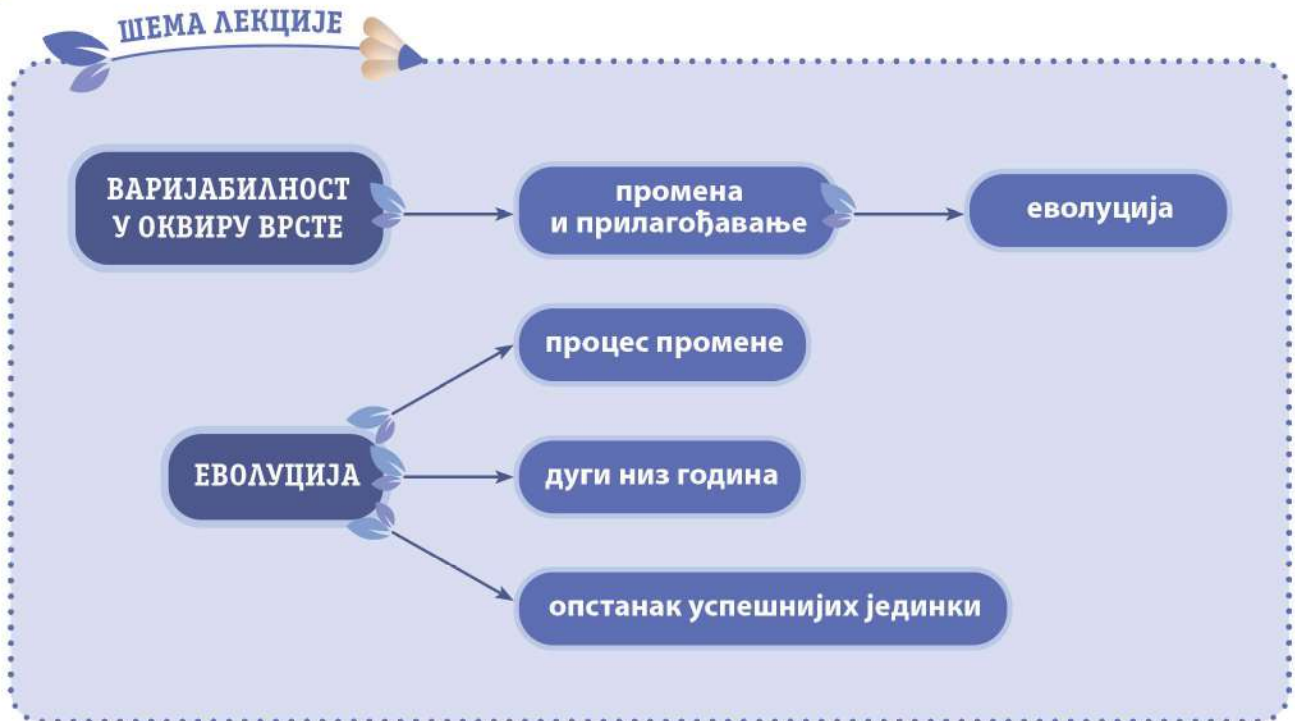 ШЕМА ЛЕКЦИЈЕ
ВАРИЈАБИЛНОСТ
У ОКВИРУ ВРСТЕ
промена
и прилагођавање
еволуција
процес промене
ЕВОЛУЦИЈА
дуги низ година
опстанак успешнијих јединки